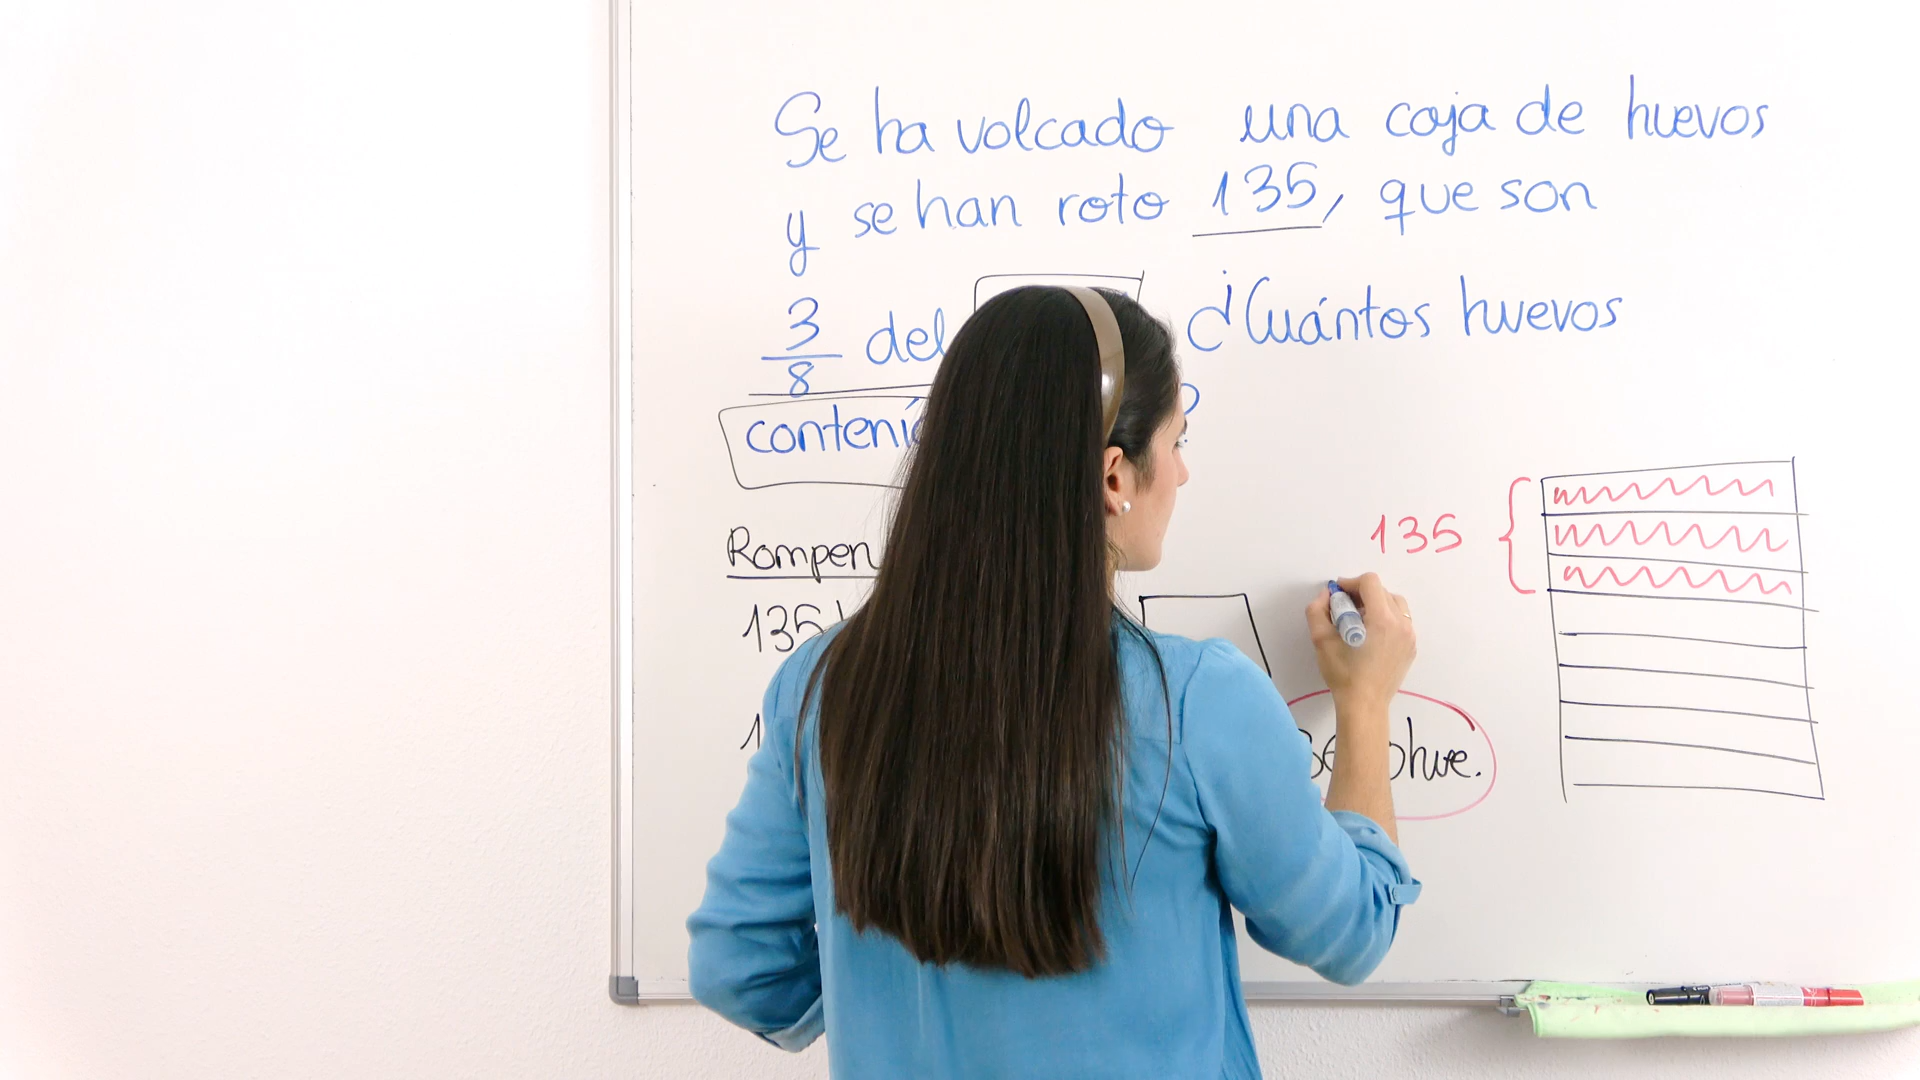 Se ha volcado una caja de huevos
y se han roto 135, que son
3/8 del ¿Cuántos huevos
?
Rompen
135
135
hue.